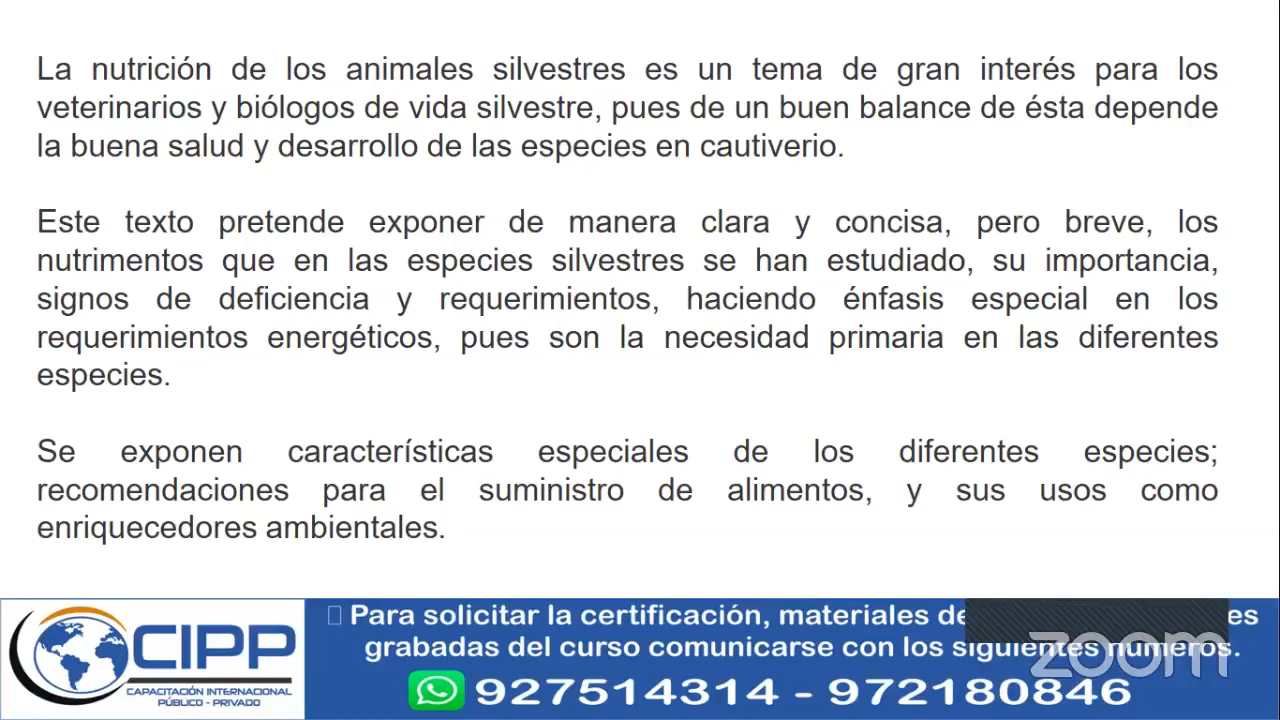 La nutrición de los animales silvestres es un tema de gran interés para los
veterinarios y biólogos de vida silvestre, pues de un buen balance de ésta depende
la buena salud y desarrollo de las especies en cautiverio.
Este texto pretende exponer de manera clara y concisa, pero breve, los
nutrimentos que en las especies silvestres se han estudiado, su importancia,
signos de deficiencia y requerimientos, haciendo énfasis especial en los
requerimientos energéticos, pues son la necesidad primaria en las diferentes
especies.
Se exponen características especiales de los diferentes especies;
recomendaciones para el suministro de alimentos, y sus usos como
enriquecedores ambientales.
CIPP
CAPACITACIÓN INTERNACIONAL
PÚBLICO - PRIVADO
Para solicitar la certificación, materiales
grabadas del curso comunicarse con los siguientes números.
927514314 - 972180846
zoom